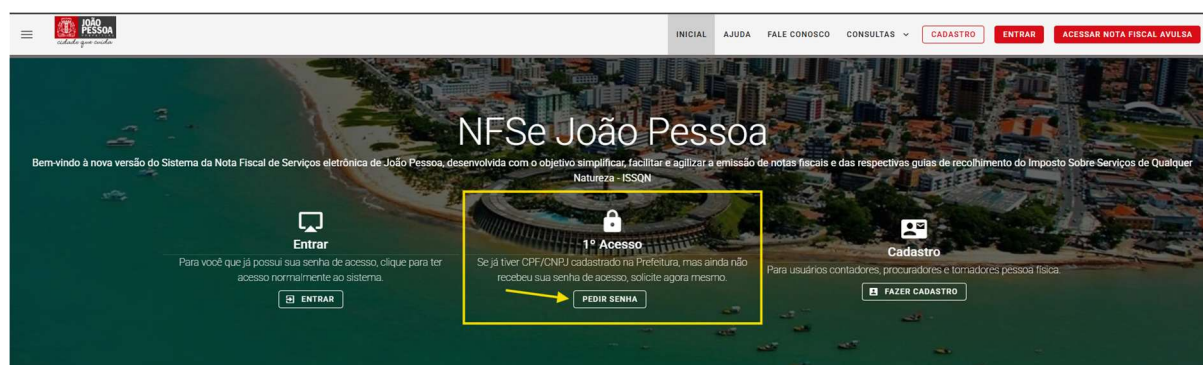 JOÃO
PESSOA
cidade que cuida
INICIAL
AJUDA
FALE CONOSCO
CONSULTAS
CADASTRO
ENTRAR
ACESSAR NOTA FISCAL AVULSA
NFSe João Pessoa
Bem-vindo à nova versão do Sistema da Nota Fiscal de Serviços eletrônica de João Pessoa, desenvolvida com o objetivo simplificar, facilitar e agilizar a emissão de notas fiscais e das respectivas guias de recolhimento do Imposto Sobre Serviços de Qualquer
Natureza - ISSQN
Entrar
Para você que já possui sua senha de acesso, clique para ter
acesso normalmente ao sistema.
ENTRAR
1º Acesso
Se já tiver CPF/CNPJ cadastrado na Prefeitura, mas ainda não
recebeu sua senha de acesso, solicite agora mesmo.
PEDIR SENHA
Cadastro
Para usuários contadores, procuradores e tomadores pessoa física.
FAZER CADASTRO